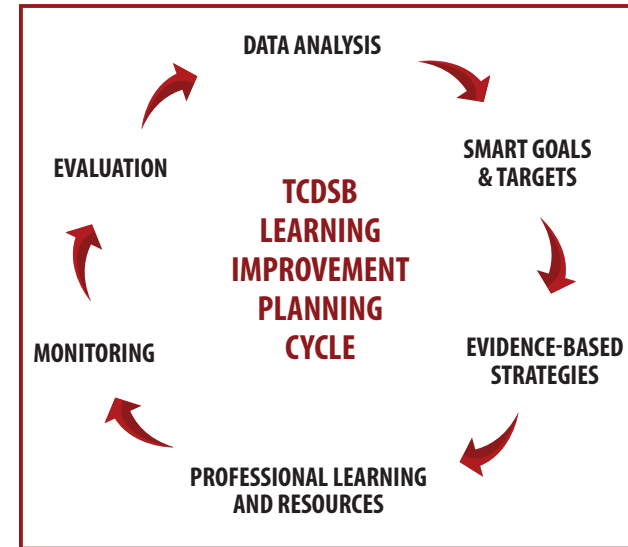 DATA ANALYSIS
SMART GOALS
& TARGETS
EVIDENCE-BASED
STRATEGIES
PROFESSIONAL LEARNING
AND RESOURCES
MONITORING
EVALUATION
TCDSB
LEARNING
IMPROVEMENT
PLANNING
CYCLE